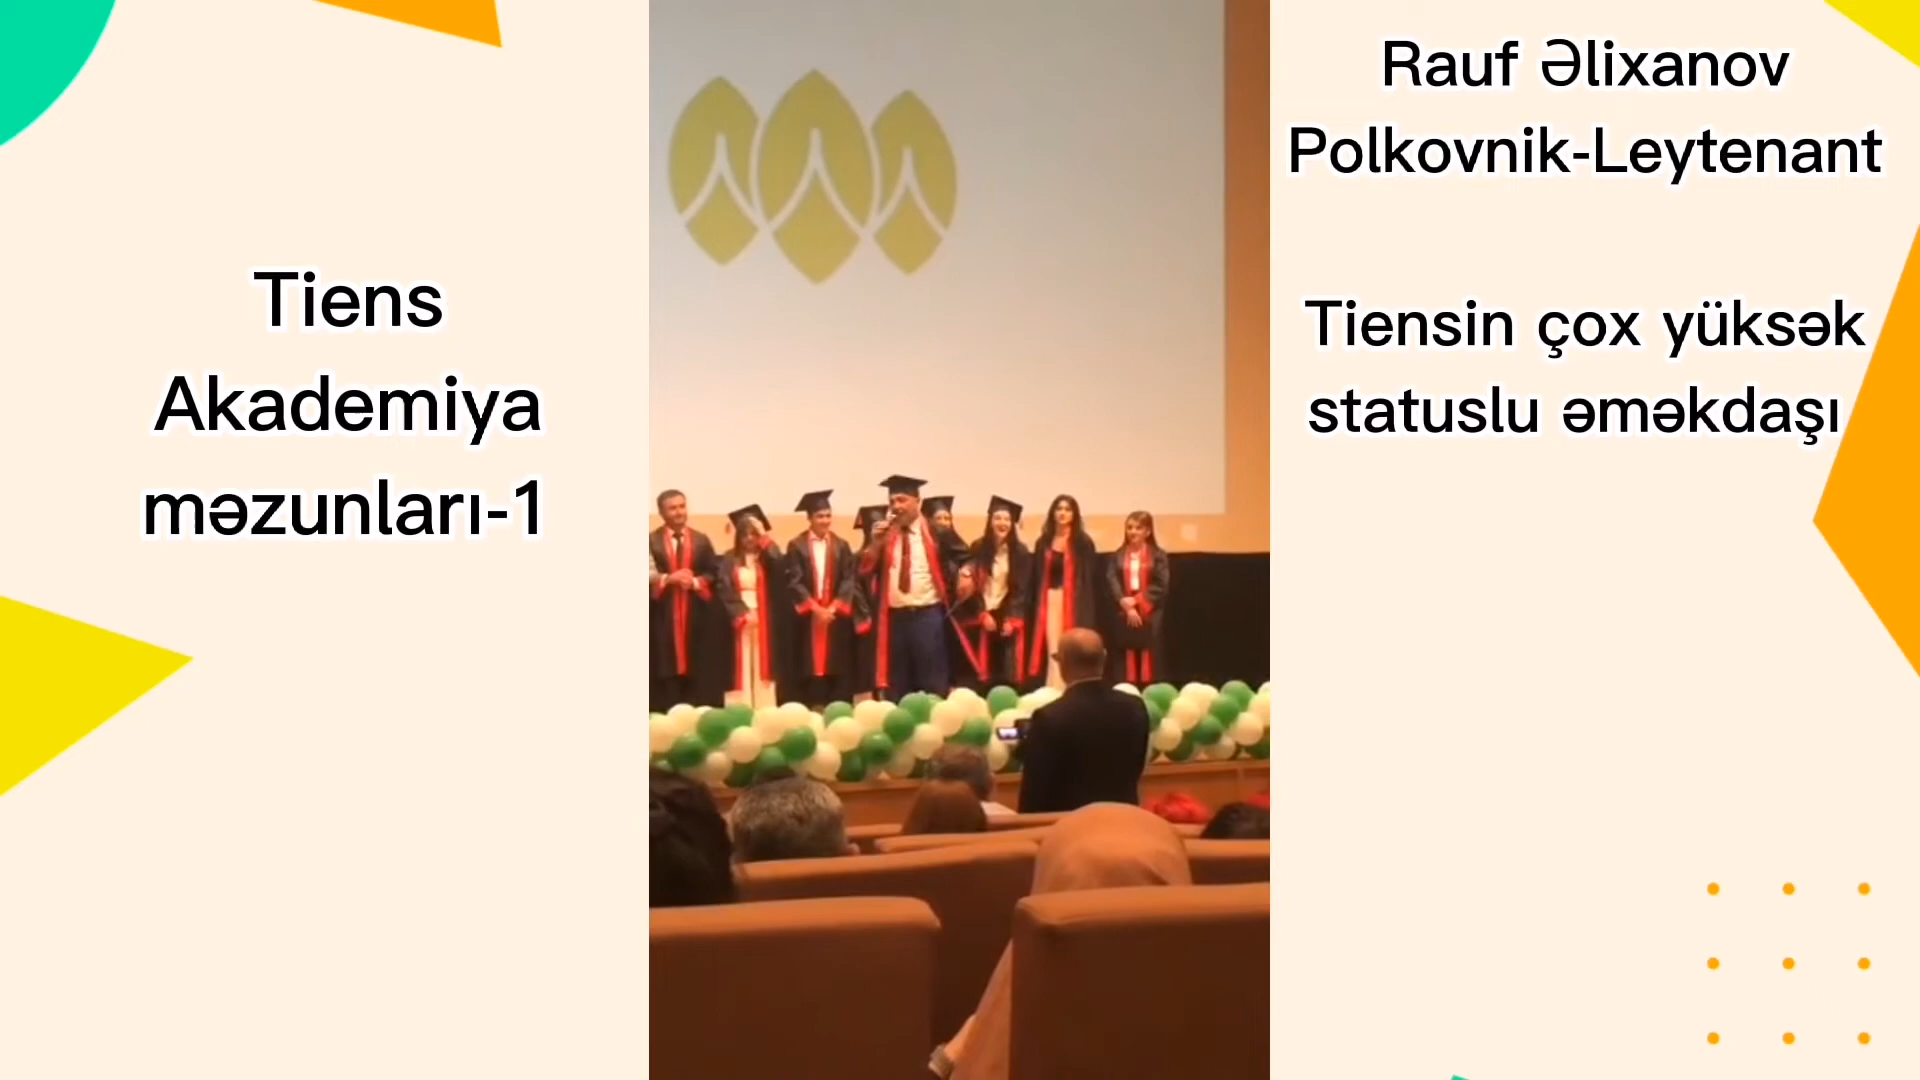 Tiens
Akademiya
məzunları-1
Rauf Əlixanov
Polkovnik-Leytenant
Tiensin çox yüksək
statuslu əməkdaşı